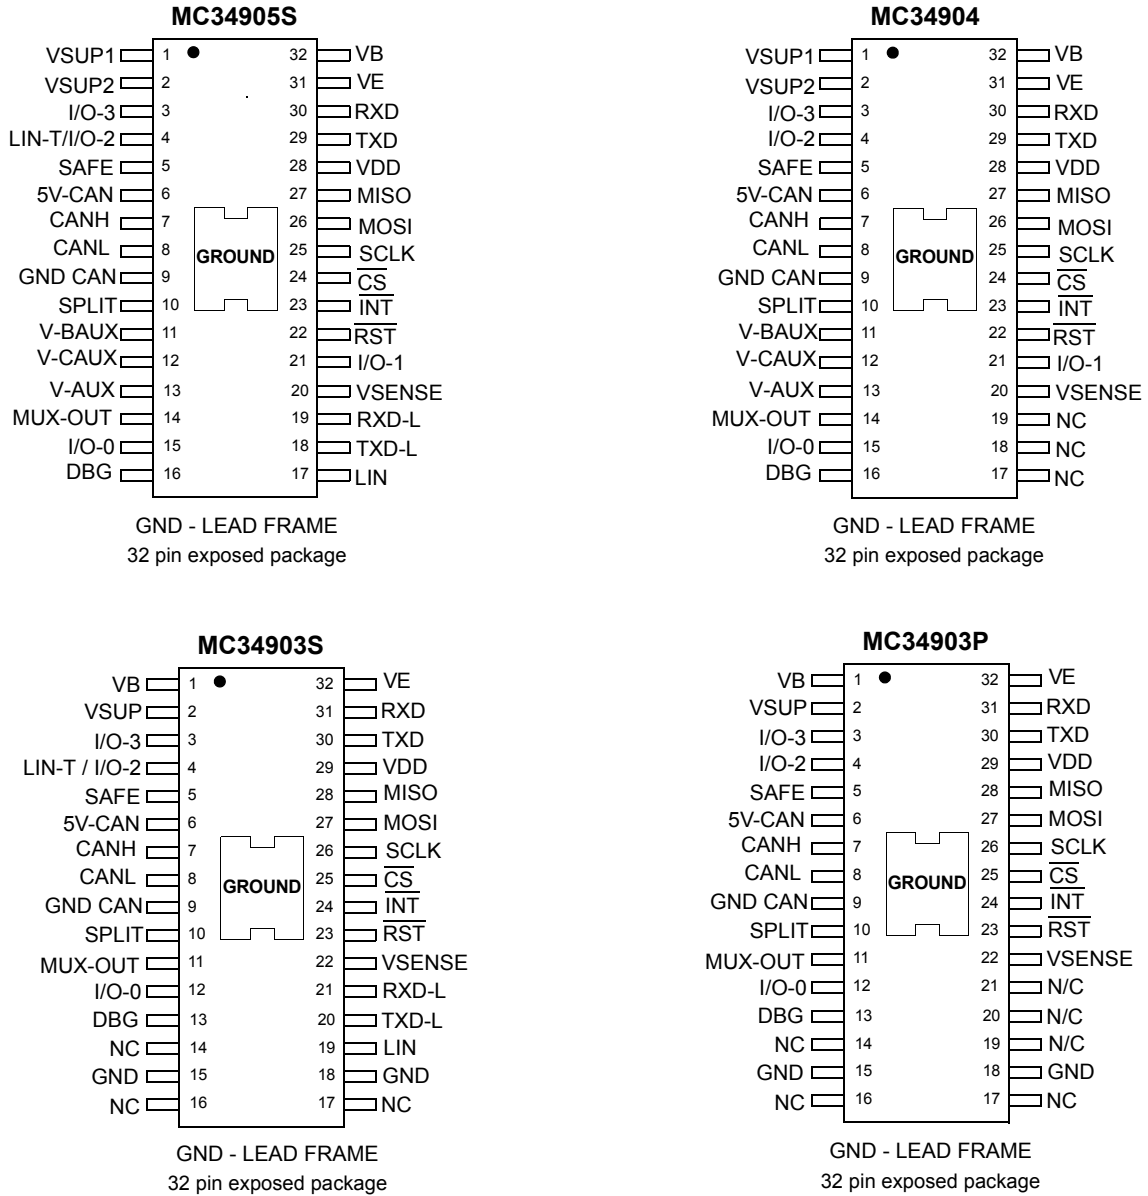 MC34905S
VSUP1 1 32 VB
VSUP2 2 31 VE
I/O-3 3 30 RXD
LIN-T/I/O-2 4 29 TXD
SAFE 5 28 VDD
5V-CAN 6 27 MISO
CANH 7 26 MOSI
CANL 8 25 SCLK
GND CAN 9 24 CS
SPLIT 10 23 INT
V-BAUX 11 22 RST
V-CAUX 12 21 I/O-1
V-AUX 13 20 VSENSE
MUX-OUT 14 19 RXD-L
I/O-0 15 18 TXD-L
DBG 16 17 LIN
GROUND
GND - LEAD FRAME
32 pin exposed package
MC34904
VSUP1 1 32 VB
VSUP2 2 31 VE
I/O-3 3 30 RXD
I/O-2 4 29 TXD
SAFE 5 28 VDD
5V-CAN 6 27 MISO
CANH 7 26 MOSI
CANL 8 25 SCLK
GND CAN 9 24 CS
SPLIT 10 23 INT
V-BAUX 11 22 RST
V-CAUX 12 21 I/O-1
V-AUX 13 20 VSENSE
MUX-OUT 14 19 NC
I/O-0 15 18 NC
DBG 16 17 NC
GROUND
GND - LEAD FRAME
32 pin exposed package
MC34903S
VB 1 32 VE
VSUP 2 31 RXD
I/O-3 3 30 TXD
LIN-T / I/O-2 4 29 VDD
SAFE 5 28 MISO
5V-CAN 6 27 MOSI
CANH 7 26 SCLK
CANL 8 25 CS
GND CAN 9 24 INT
SPLIT 10 23 RST
MUX-OUT 11 22 VSENSE
I/O-0 12 21 RXD-L
DBG 13 20 TXD-L
NC 14 19 LIN
GND 15 18 GND
NC 16 17 NC
GROUND
GND - LEAD FRAME
32 pin exposed package
MC34903P
VB 1 32 VE
VSUP 2 31 RXD
I/O-3 3 30 TXD
I/O-2 4 29 VDD
SAFE 5 28 MISO
5V-CAN 6 27 MOSI
CANH 7 26 SCLK
CANL 8 25 CS
GND CAN 9 24 INT
SPLIT 10 23 RST
MUX-OUT 11 22 VSENSE
I/O-0 12 21 N/C
DBG 13 20 N/C
NC 14 19 N/C
GND 15 18 GND
NC 16 17 NC
GROUND
GND - LEAD FRAME
32 pin exposed package